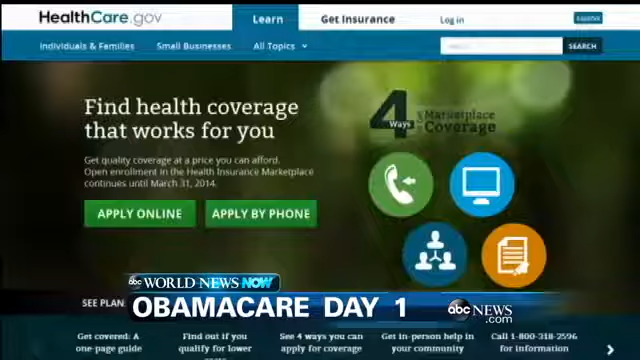 HealthCare.gov
Learn
Get Insurance
Log in
Individuals & Families
Small Businesses
All Topics
SEARCH
Find health coverage
that works for you
4
Ways
Marketplace
Coverage
Get quality coverage at a price you can afford.
Open enrollment in the Health Insurance Marketplace
continues until March 31, 2014.
APPLY ONLINE
APPLY BY PHONE
abc WORLD NEWS NOW
SEE PLAN
OBAMACARE DAY 1
abc NEWS
.com
Get covered: A
one-page guide
Find out if you
qualify for lower
See 4 ways you can
apply for coverage
Get in-person help in
your community
Call 1-800-318-2596
for information